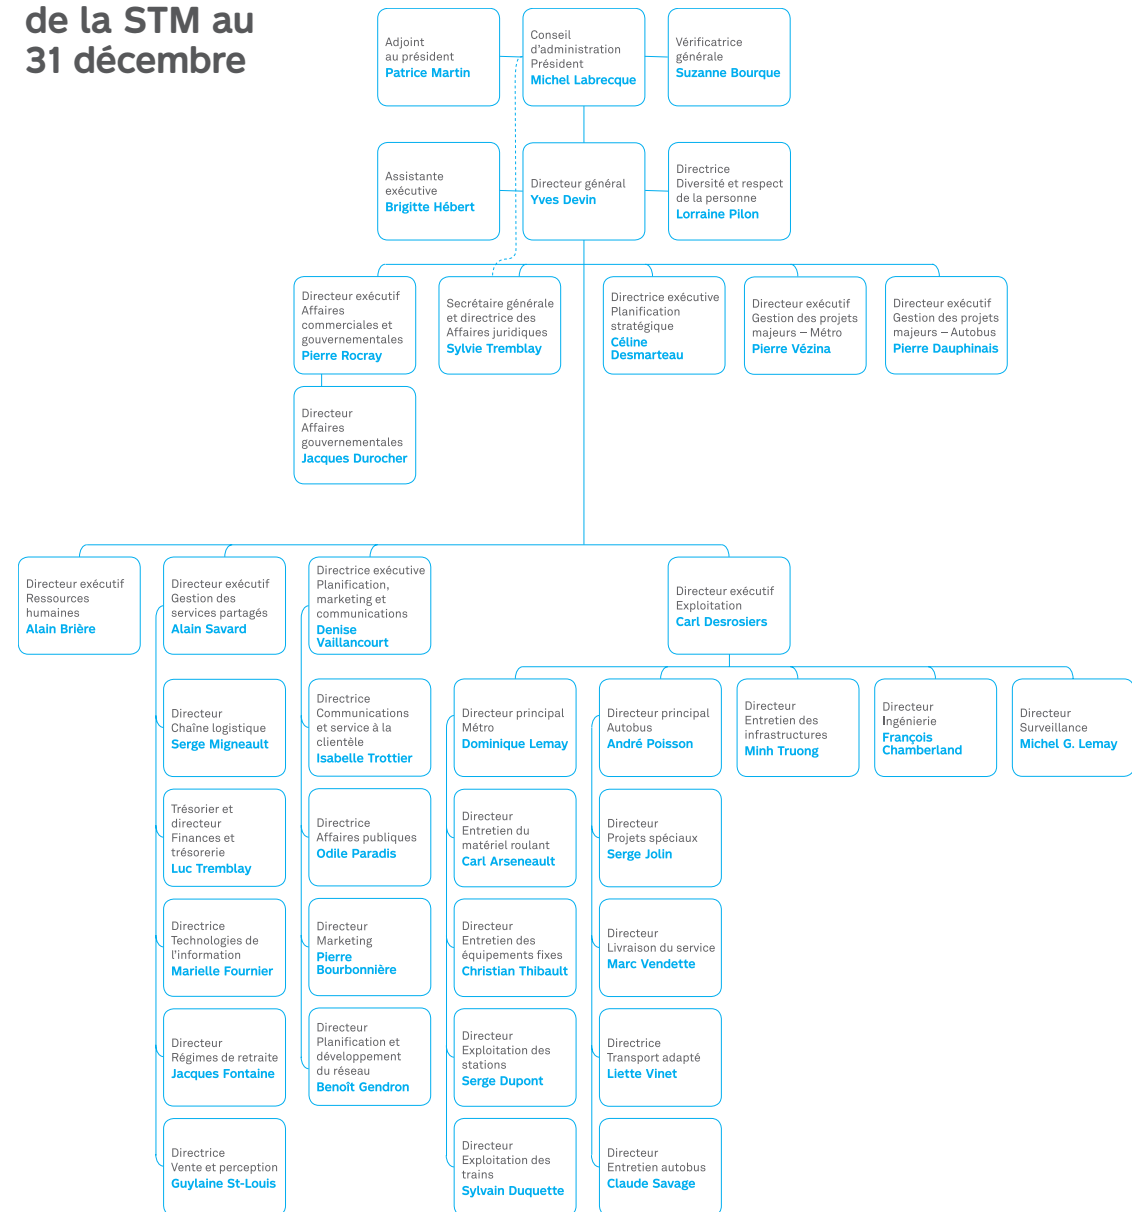 de la STM au
31 décembre
Adjoint
au président
Patrice Martin
Conseil
d'administration
Président
Michel Labrecque
Vérificatrice
générale
Suzanne Bourque
Assistante
exécutive
Brigitte Hébert
Directeur général
Yves Devin
Directrice
Diversité et respect
de la personne
Lorraine Pilon
Directeur exécutif
Affaires
commerciales et
gouvernementales
Pierre Rocray
Secrétaire générale
et directrice des
Affaires juridiques
Sylvie Tremblay
Directrice exécutive
Planification
stratégique
Céline
Desmarteau
Directeur exécutif
Gestion des projets
majeurs – Métro
Pierre Vézina
Directeur exécutif
Gestion des projets
majeurs – Autobus
Pierre Dauphinais
Directeur
Affaires
gouvernementales
Jacques Durocher
Directeur exécutif
Ressources
humaines
Alain Brière
Directeur exécutif
Gestion des
services partagés
Alain Savard
Directrice exécutive
Planification,
marketing et
communications
Denise
Vaillancourt
Directeur exécutif
Exploitation
Carl Desrosiers
Directeur
Chaîne logistique
Serge Migneault
Directrice
Communications
et service à la
clientèle
Isabelle Trottier
Directeur principal
Métro
Dominique Lemay
Directeur principal
Autobus
André Poisson
Directeur
Entretien des
infrastructures
Minh Truong
Directeur
Ingénierie
François
Chamberland
Directeur
Surveillance
Michel G. Lemay
Trésorier et
directeur
Finances et
trésorerie
Luc Tremblay
Directrice
Affaires publiques
Odile Paradis
Directeur
Entretien du
matériel roulant
Carl Arseneault
Directeur
Projets spéciaux
Serge Jolin
Directrice
Technologies de
l'information
Marielle Fournier
Directeur
Marketing
Pierre
Bourbonnière
Directeur
Entretien des
équipements fixes
Christian Thibault
Directeur
Livraison du service
Marc Vendette
Directeur
Régimes de retraite
Jacques Fontaine
Directeur
Planification et
développement
du réseau
Benoît Gendron
Directeur
Exploitation des
stations
Serge Dupont
Directrice
Transport adapté
Liette Vinet
Directrice
Vente et perception
Guylaine St-Louis
Directeur
Exploitation des
trains
Sylvain Duquette
Directeur
Entretien autobus
Claude Savage